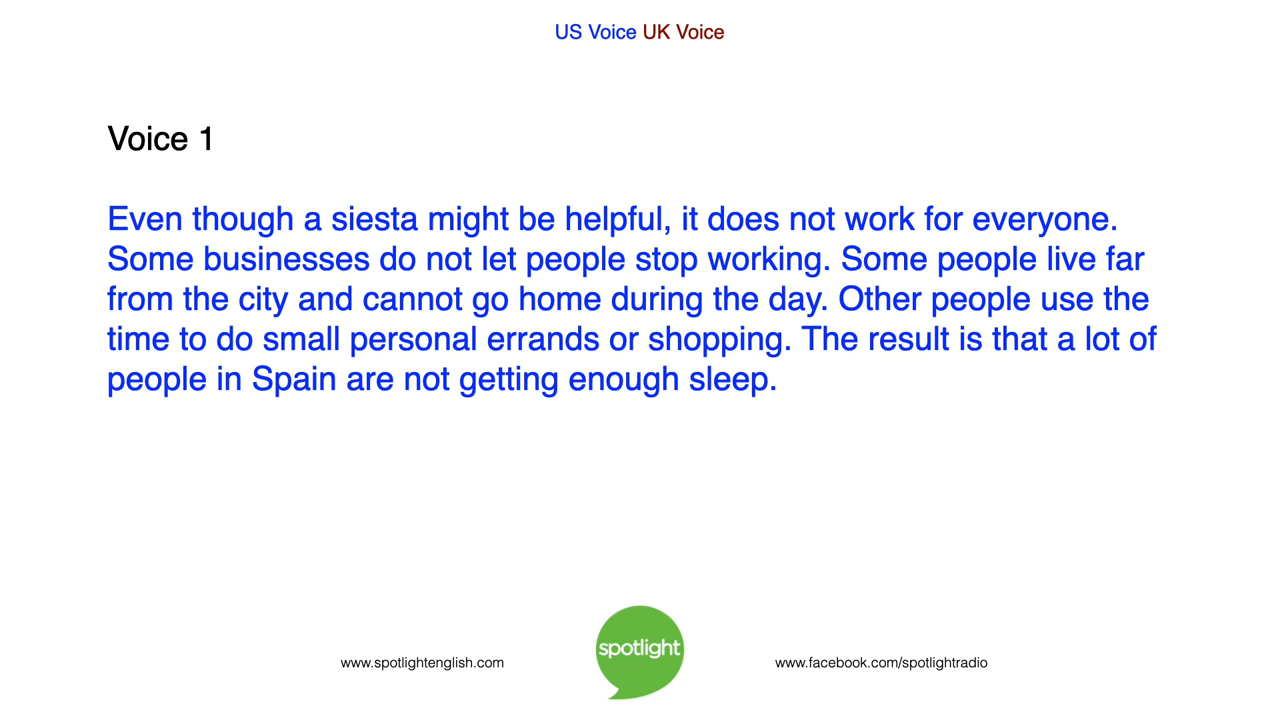 US Voice UK Voice
Voice 1
Even though a siesta might be helpful, it does not work for everyone.
Some businesses do not let people stop working. Some people live far
from the city and cannot go home during the day. Other people use the
time to do small personal errands or shopping. The result is that a lot of
people in Spain are not getting enough sleep.
spotlight
www.spotlightenglish.com
www.facebook.com/spotlightradio